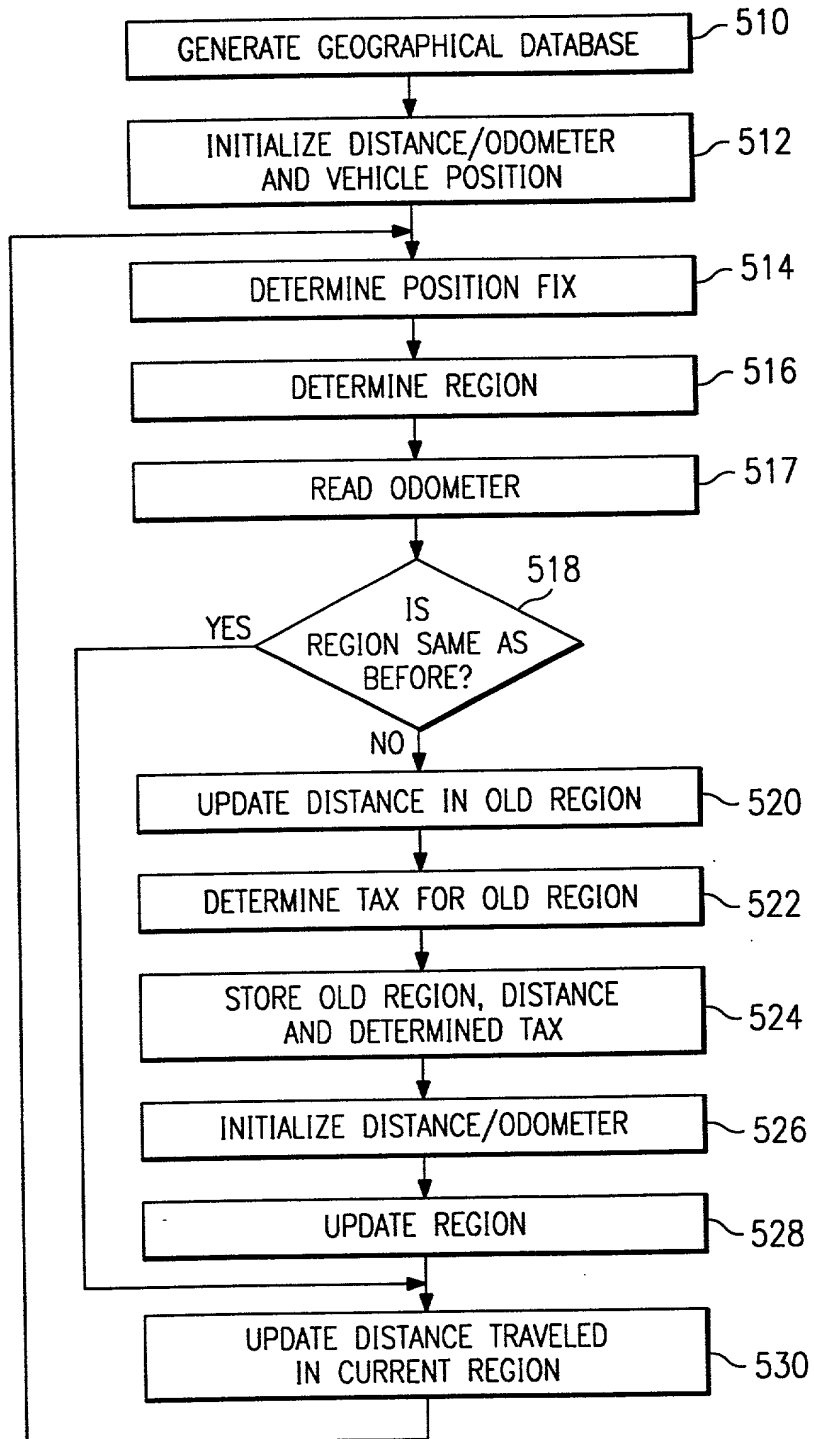 GENERATE GEOGRAPHICAL DATABASE
510
INITIALIZE DISTANCE/ODOMETER
AND VEHICLE POSITION
512
DETERMINE POSITION FIX
514
DETERMINE REGION
516
READ ODOMETER
517
518
YES
IS
REGION SAME AS
BEFORE?
NO
UPDATE DISTANCE IN OLD REGION
520
DETERMINE TAX FOR OLD REGION
522
STORE OLD REGION, DISTANCE
AND DETERMINED TAX
524
INITIALIZE DISTANCE/ODOMETER
526
UPDATE REGION
528
UPDATE DISTANCE TRAVELED
IN CURRENT REGION
530